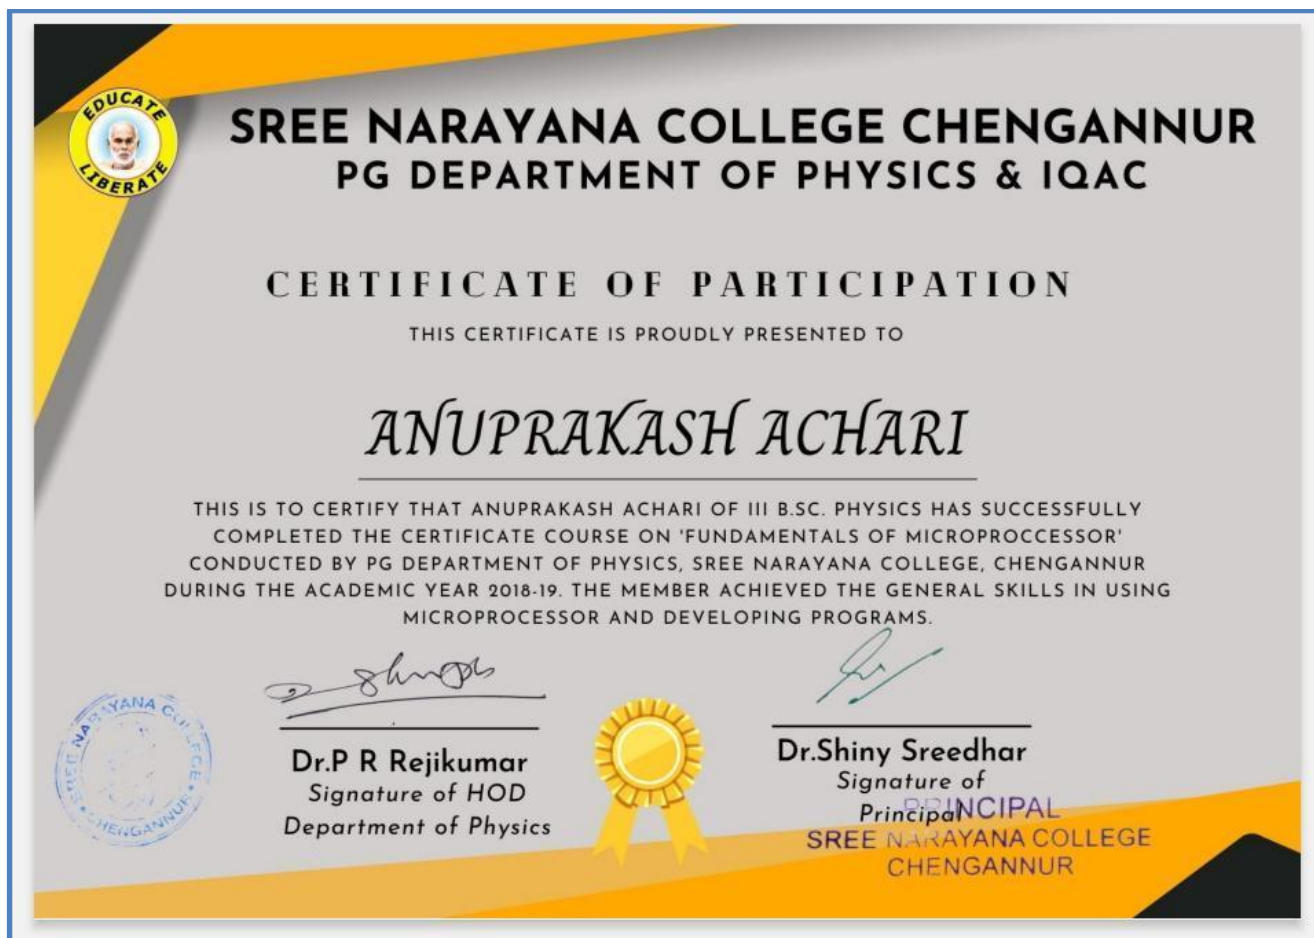 EDUCATE
LIBERATE
SREE NARAYANA COLLEGE CHENGANNUR
PG DEPARTMENT OF PHYSICS & IQAC
CERTIFICATE OF PARTICIPATION
THIS CERTIFICATE IS PROUDLY PRESENTED TO
ANUPRAKASH ACHARI
THIS IS TO CERTIFY THAT ANUPRAKASH ACHARI OF III B.SC. PHYSICS HAS SUCCESSFULLY
COMPLETED THE CERTIFICATE COURSE ON 'FUNDAMENTALS OF MICROPROCCESSOR'
CONDUCTED BY PG DEPARTMENT OF PHYSICS, SREE NARAYANA COLLEGE, CHENGANNUR
DURING THE ACADEMIC YEAR 2018-19. THE MEMBER ACHIEVED THE GENERAL SKILLS IN USING
MICROPROCESSOR AND DEVELOPING PROGRAMS.
SREE NARAYANA COLLEGE
CHENGANNUR
Dr.P R Rejikumar
Signature of HOD
Department of Physics
Dr.Shiny Sreedhar
Signature of
Principal
PRINCIPAL
SREE NARAYANA COLLEGE
CHENGANNUR